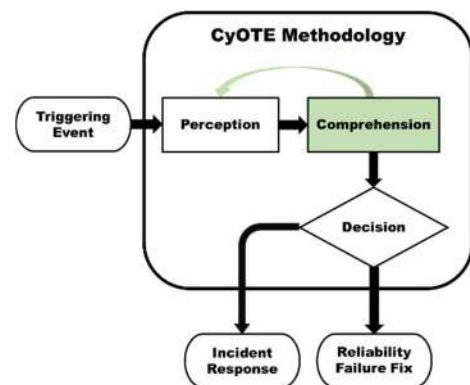 CyOTE Methodology
Triggering
Event
Perception
Comprehension
Decision
Incident
Response
Reliability
Failure Fix